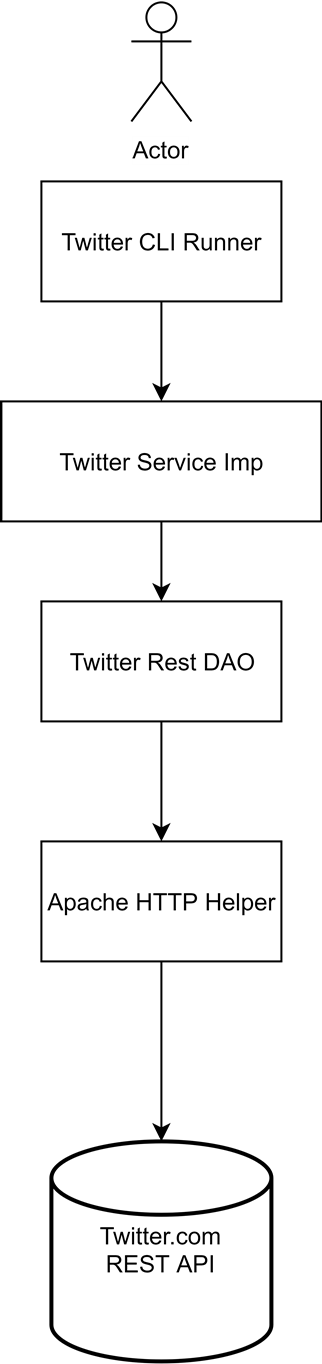 Actor
Twitter CLI Runner
Twitter Service Imp
Twitter Rest DAO
Apache HTTP Helper
Twitter.com
REST API